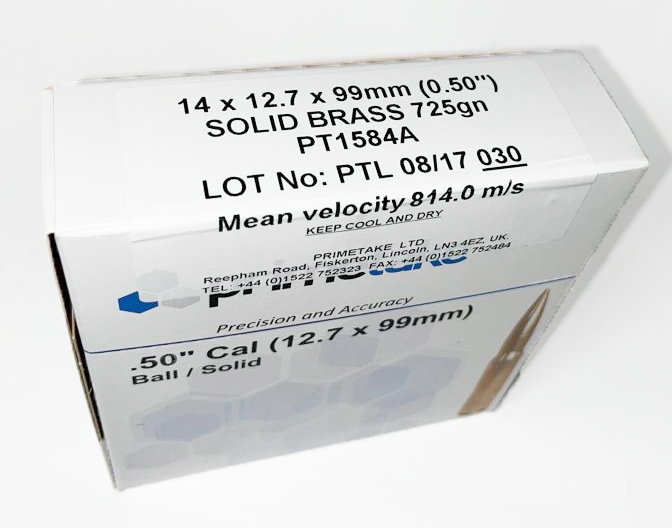 14 x 12.7 x 99mm (0.50")
SOLID BRASS 725gn
PT1584A
LOT No: PTL 08/17 030
Mean velocity 814.0 m/s
KEEP COOL AND DRY
PRIMETAKE LTD
Reepham Road, Fiskerton, Lincoln, LN3 4EZ, UK.
TEL: +44 (0)1522 752323 FAX: +44 (0)1522 752484
primetake
Precision and Accuracy
.50" Cal (12.7 x 99mm)
Ball / Solid